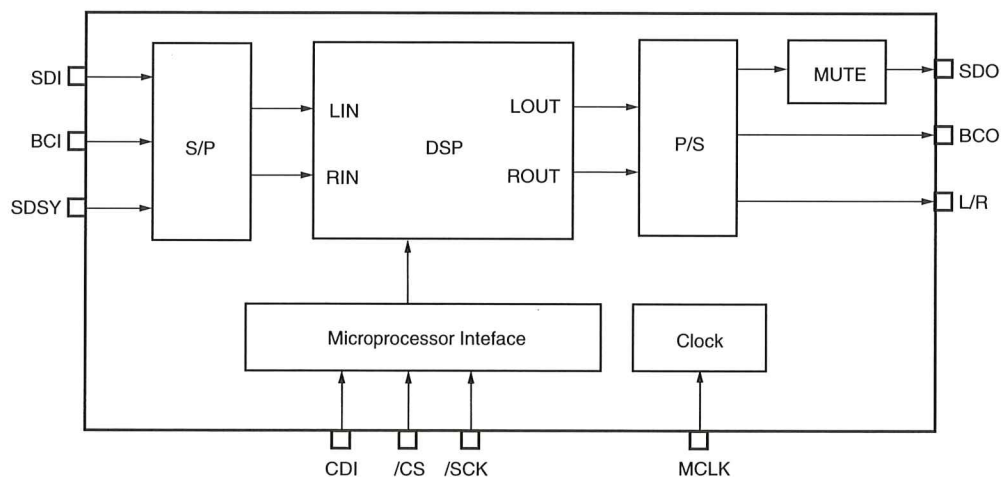 SDI
BCI
SDSY
S/P
LIN
RIN
DSP
LOUT
ROUT
P/S
MUTE
SDO
BCO
L/R
Microprocessor Inteface
Clock
CDI
/CS
/SCK
MCLK